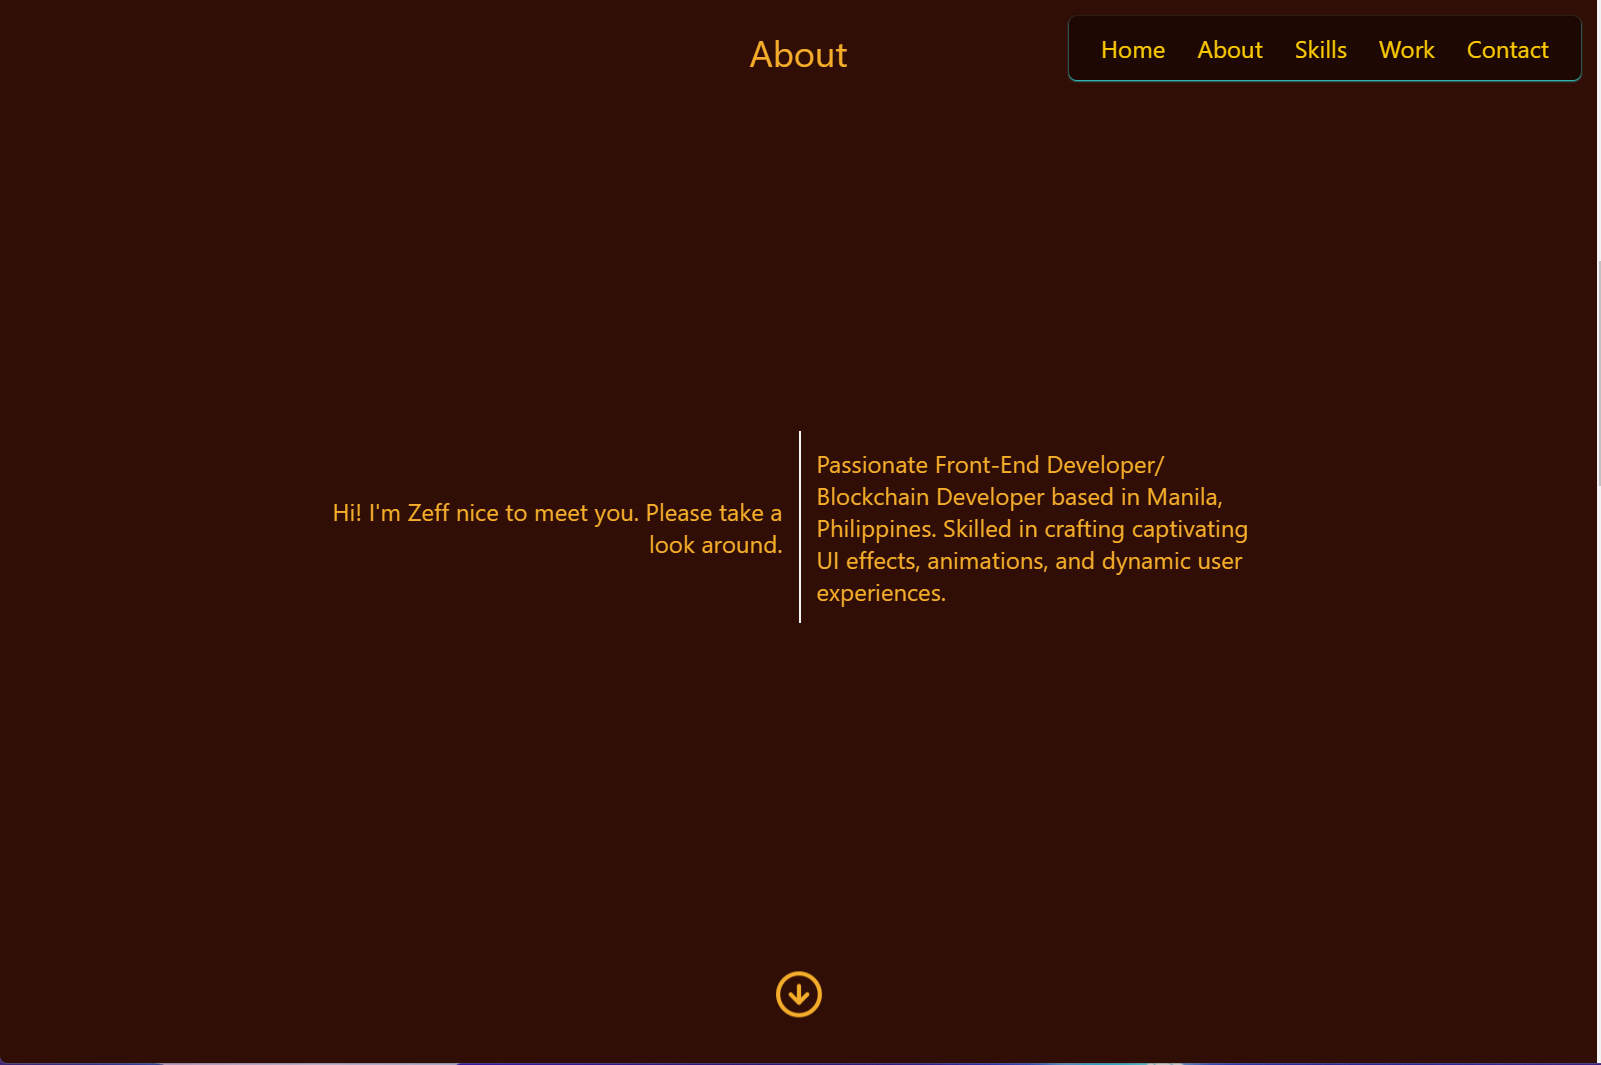 About
Home About Skills Work Contact
Hi! I'm Zeff nice to meet you. Please take a
look around.
Passionate Front-End Developer/
Blockchain Developer based in Manila,
Philippines. Skilled in crafting captivating
UI effects, animations, and dynamic user
experiences.